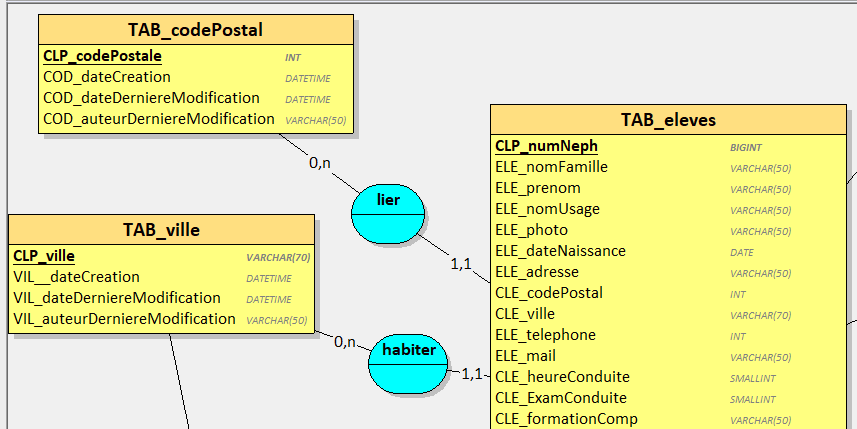 TAB_codePostal
CLP_codePostale INT
COD_dateCreation DATETIME
COD_dateDerniereModification DATETIME
COD_auteurDerniereModification VARCHAR(50)
0,n
lier
1,1
TAB_ville
CLP_ville VARCHAR(70)
VIL__dateCreation DATETIME
VIL_dateDerniereModification DATETIME
VIL_auteurDerniereModification VARCHAR(50)
0,n
habiter
1,1
TAB_eleves
CLP_numNeph BIGINT
ELE_nomFamille VARCHAR(50)
ELE_prenom VARCHAR(50)
ELE_nomUsage VARCHAR(50)
ELE_photo VARCHAR(50)
ELE_dateNaissance DATE
ELE_adresse VARCHAR(50)
CLE_codePostal INT
CLE_ville VARCHAR(70)
ELE_telephone INT
ELE_mail VARCHAR(50)
CLE_heureConduite SMALLINT
CLE_ExamConduite SMALLINT
CLE_formationComp VARCHAR(50)